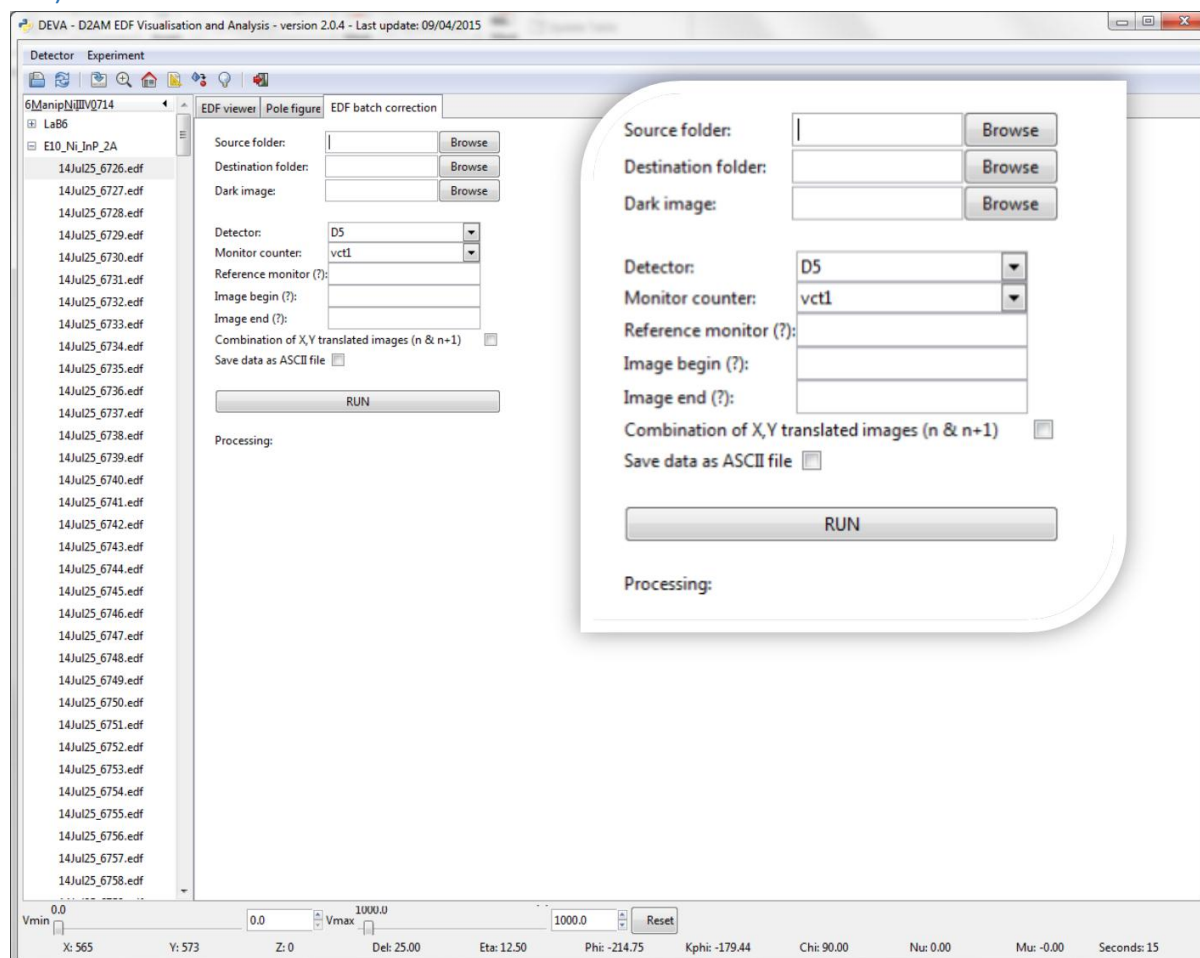 DEVA - D2AM EDF Visualisation and Analysis - version 2.0.4 - Last update: 09/04/2015
Detector Experiment
6ManipNiIIIV0714
EDF viewer Pole figure EDF batch correction
LaB6
E10_Ni_InP_2A
14Jul25_6726.edf
14Jul25_6727.edf
14Jul25_6728.edf
14Jul25_6729.edf
14Jul25_6730.edf
14Jul25_6731.edf
14Jul25_6732.edf
14Jul25_6733.edf
14Jul25_6734.edf
14Jul25_6735.edf
14Jul25_6736.edf
14Jul25_6737.edf
14Jul25_6738.edf
14Jul25_6739.edf
14Jul25_6740.edf
14Jul25_6741.edf
14Jul25_6742.edf
14Jul25_6743.edf
14Jul25_6744.edf
14Jul25_6745.edf
14Jul25_6746.edf
14Jul25_6747.edf
14Jul25_6748.edf
14Jul25_6749.edf
14Jul25_6750.edf
14Jul25_6751.edf
14Jul25_6752.edf
14Jul25_6753.edf
14Jul25_6754.edf
14Jul25_6755.edf
14Jul25_6756.edf
14Jul25_6757.edf
14Jul25_6758.edf
Source folder: Browse
Destination folder: Browse
Dark image: Browse
Detector: D5
Monitor counter: vct1
Reference monitor (?):
Image begin (?):
Image end (?):
Combination of X,Y translated images (n & n+1)
Save data as ASCII file
RUN
Processing:
Source folder: Browse
Destination folder: Browse
Dark image: Browse
Detector: D5
Monitor counter: vct1
Reference monitor (?):
Image begin (?):
Image end (?):
Combination of X,Y translated images (n & n+1)
Save data as ASCII file
RUN
Processing:
0.0 1000.0
Vmin 0.0 Vmax 1000.0 Reset
X: 565 Y: 573 Z: 0 Del: 25.00 Eta: 12.50 Phi: -214.75 Kphi: -179.44 Chi: 90.00 Nu: 0.00 Mu: -0.00 Seconds: 15